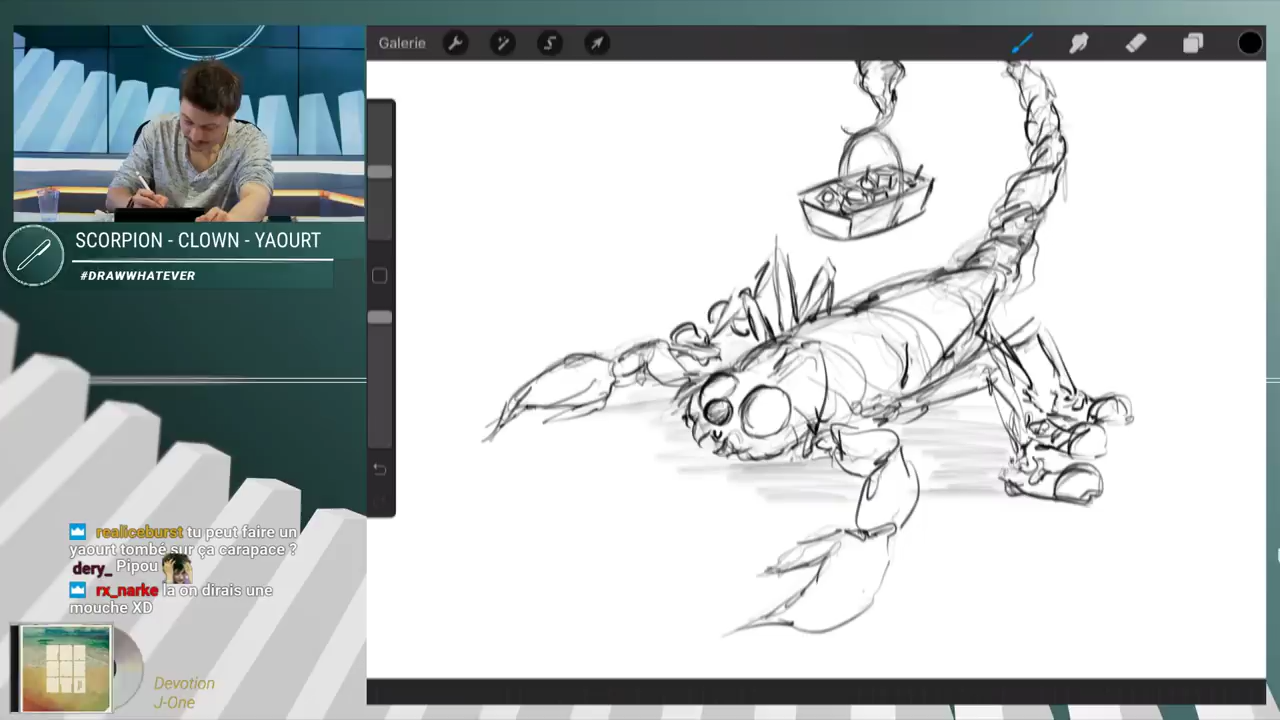 Galerie
SCORPION - CLOWN - YAOURT
#DRAWWHATEVER
realiceburst tu peut faire un
yaourt tombé sur ça carapace ?
dery_ Pipou
rx_narke la on dirais une
mouche XD
Devotion
J-One